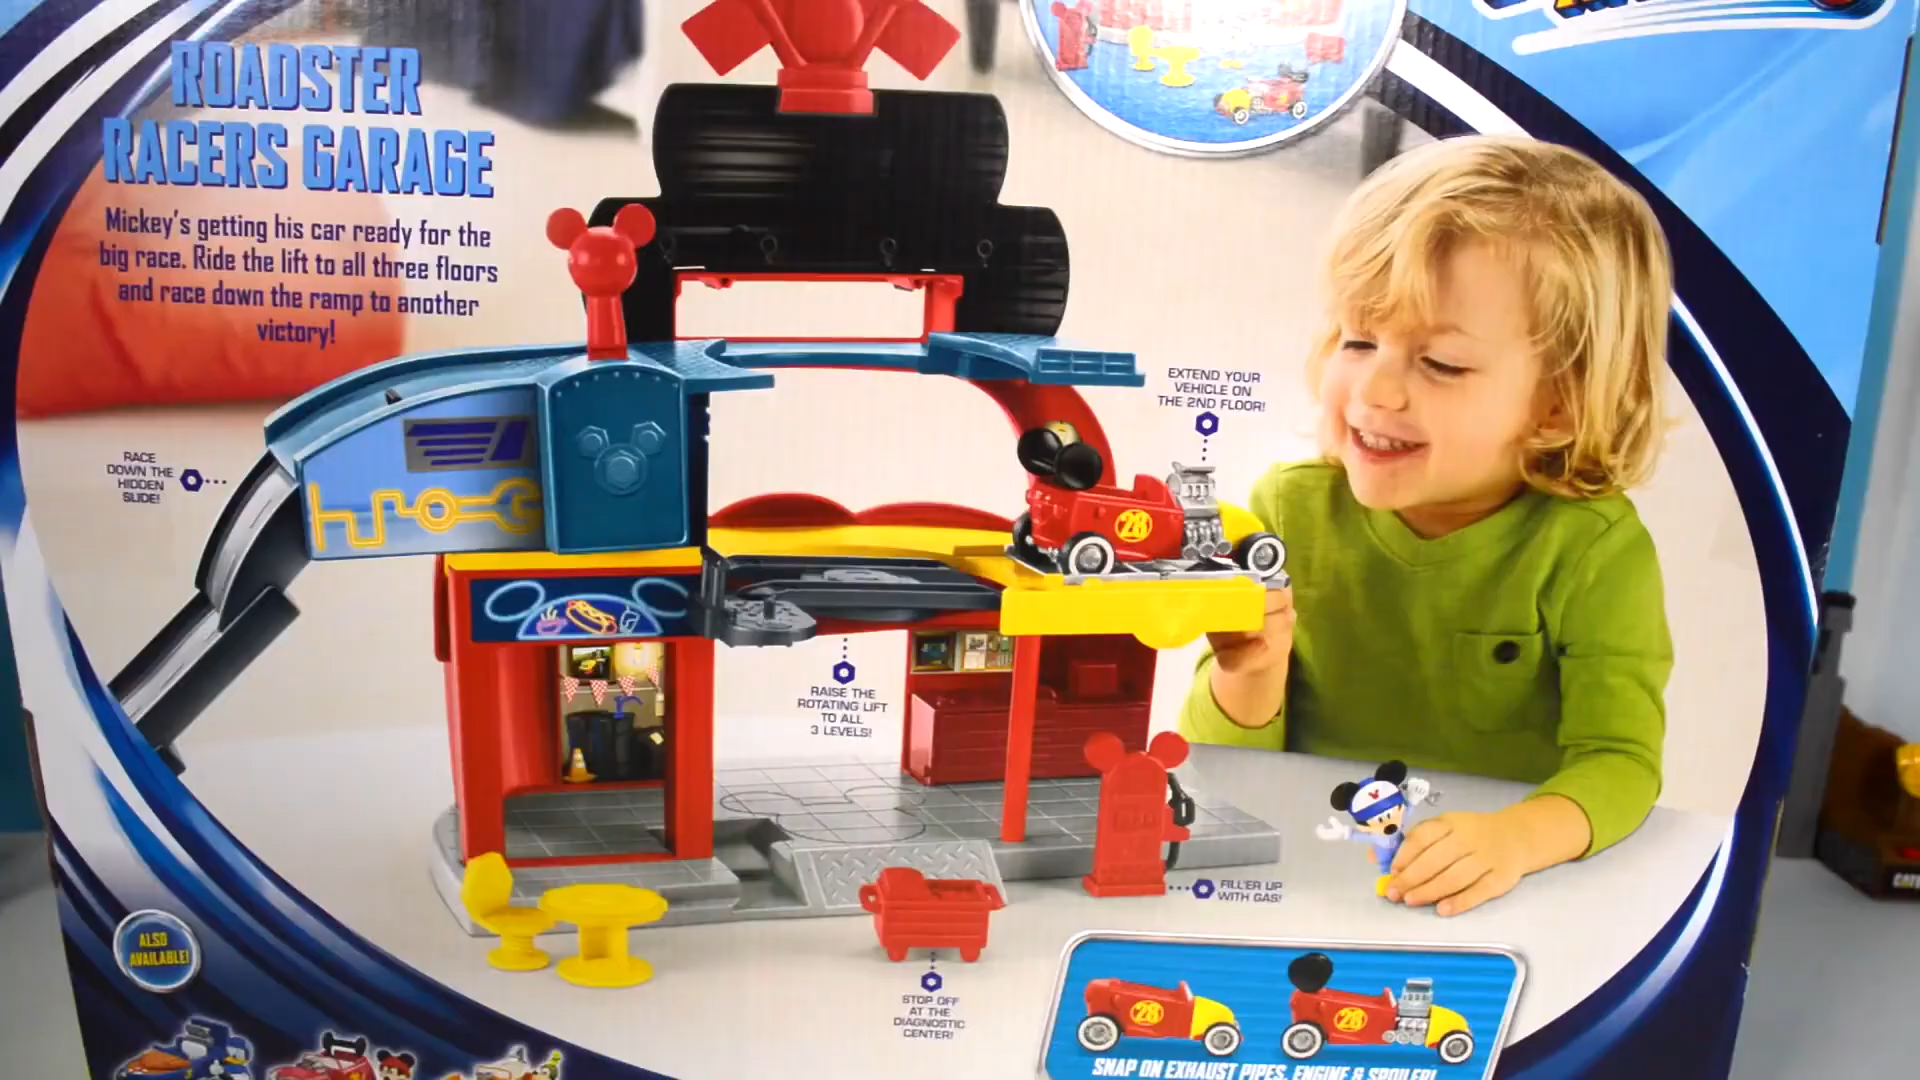 ROADSTER
RACERS GARAGE
Mickey's getting his car ready for the
big race. Ride the lift to all three floors
and race down the ramp to another
victory!
EXTEND YOUR
VEHICLE ON
THE 2ND FLOOR!
RACE
DOWN THE
HIDDEN
SLIDE!
28
RAISE THE
ROTATING LIFT
TO ALL
3 LEVELS!
FILL'ER UP
WITH GAS!
ALSO
AVAILABLE!
STOP OFF
AT THE
DIAGNOSTIC
CENTER!
28
28
SNAP ON EXHAUST PIPES, ENGINE & SPOILER!